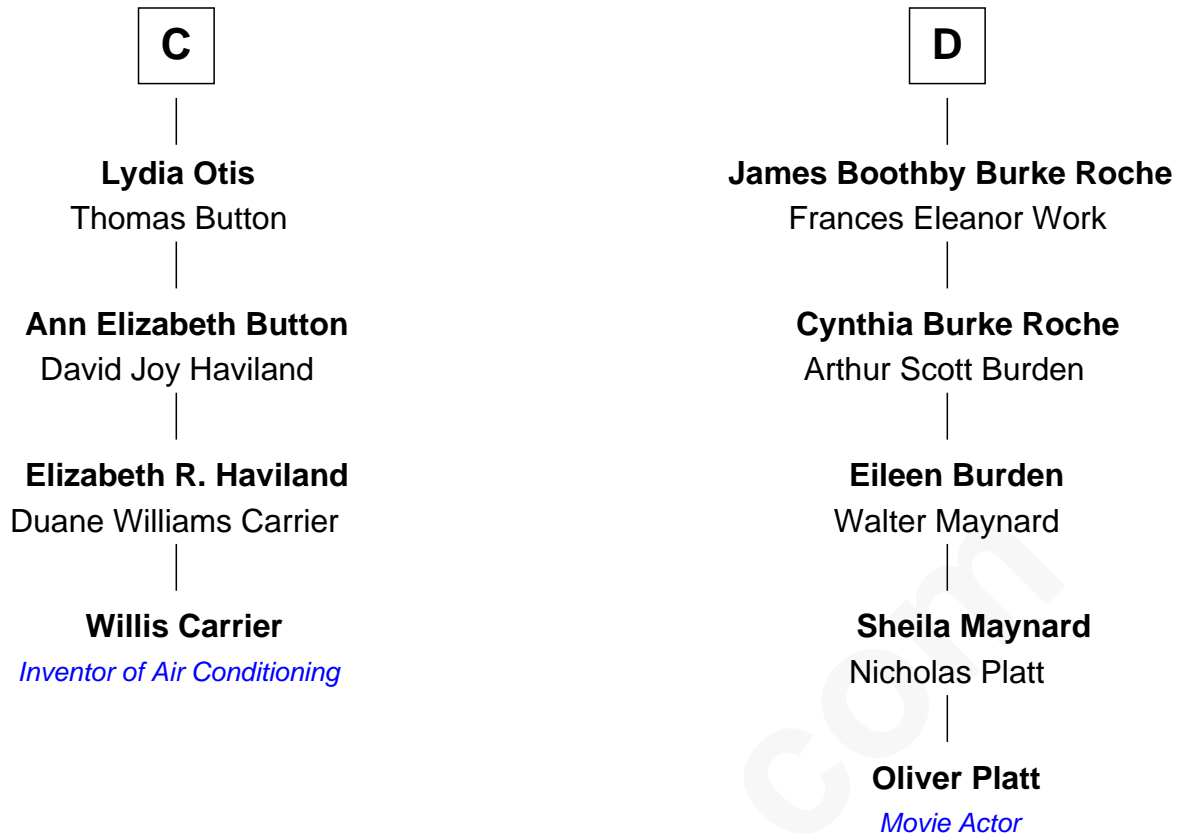 C
Lydia Otis
Thomas Button
Ann Elizabeth Button
David Joy Haviland
Elizabeth R. Haviland
Duane Williams Carrier
Willis Carrier
Inventor of Air Conditioning
D
James Boothby Burke Roche
Frances Eleanor Work
Cynthia Burke Roche
Arthur Scott Burden
Eileen Burden
Walter Maynard
Sheila Maynard
Nicholas Platt
Oliver Platt
Movie Actor
com